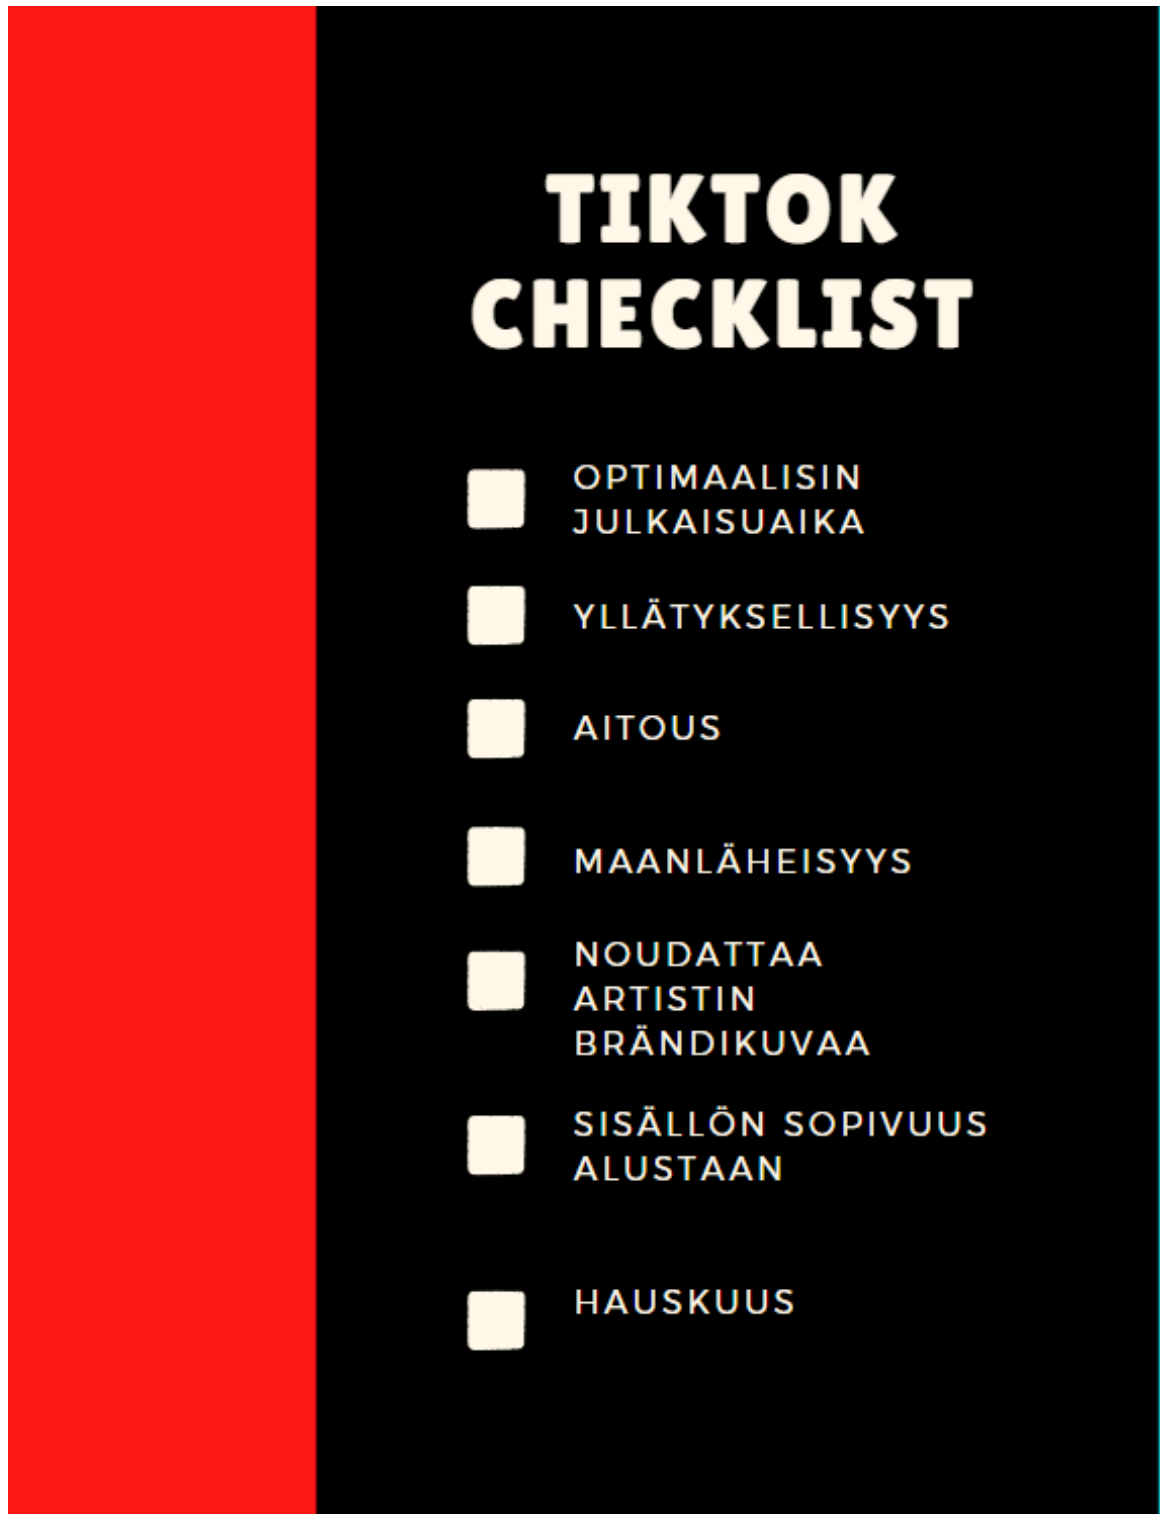 TIKTOK
CHECKLIST
OPTIMAALISIN
JULKAISUAIKA
YLLÄTYKSELLISYYS
AITOUS
MAANLÄHEISYYS
NOUDATTAA
ARTISTIN
BRÄNDIKUVAA
SISÄLLÖN SOPIVUUS
ALUSTAAN
HAUSKUUS